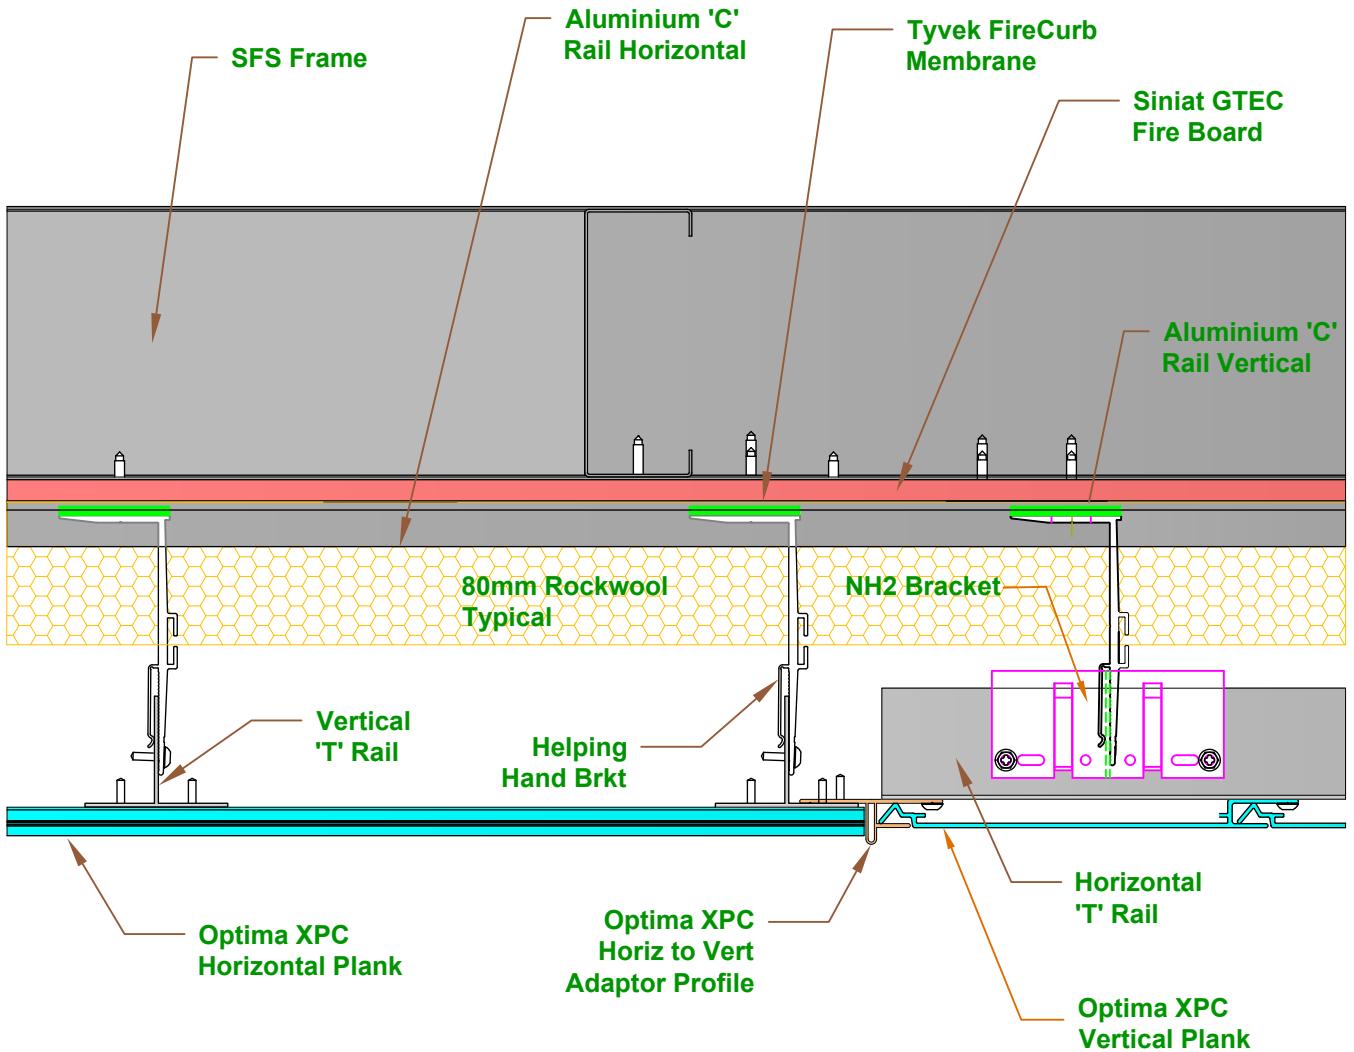 Aluminium 'C'
Rail Horizontal
Tyvek FireCurb
Membrane
SFS Frame
Siniat GTEC
Fire Board
Aluminium 'C'
Rail Vertical
80mm Rockwool
Typical
NH2 Bracket
Vertical
'T' Rail
Helping
Hand Brkt
Horizontal
'T' Rail
Optima XPC
Horizontal Plank
Optima XPC
Horiz to Vert
Adaptor Profile
Optima XPC
Vertical Plank